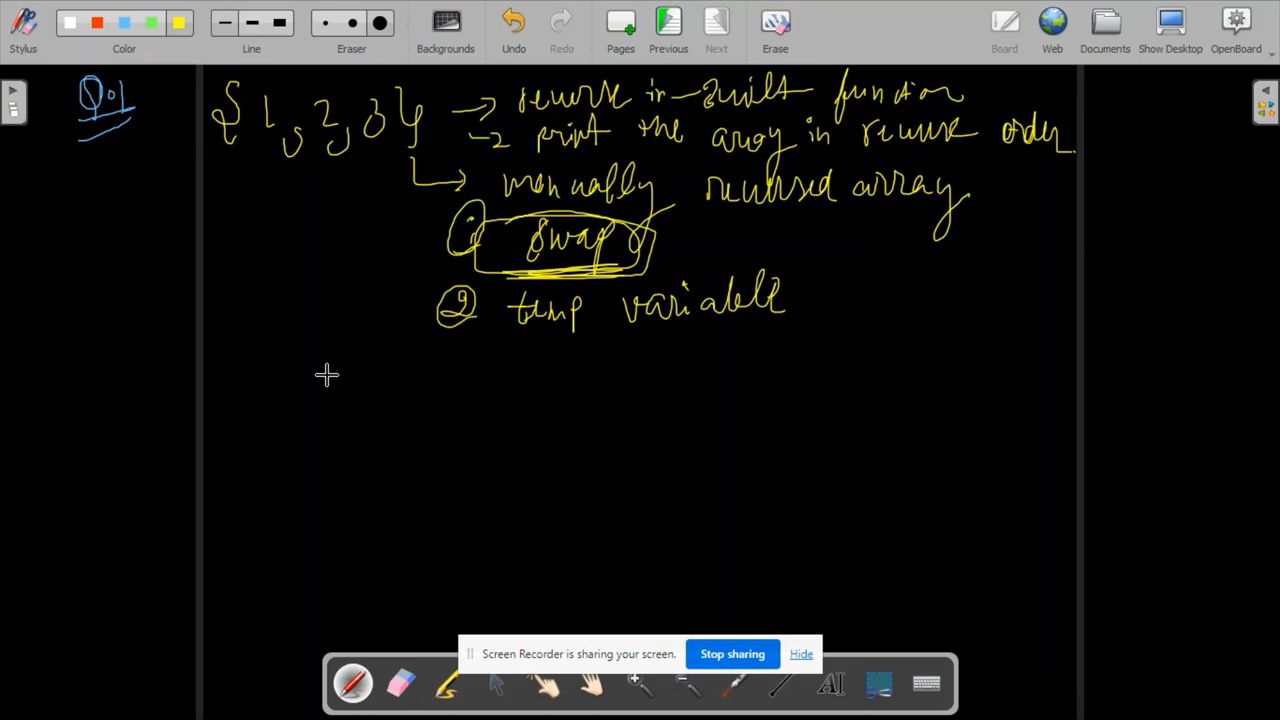 Stylus Color Line Eraser Backgrounds Undo Redo Pages Previous Next Erase Board Web Documents Show Desktop OpenBoard
Q01
{ 1, 2, 3 } → reverse in-built function
→ print the array in reverse order.
→ manually reversed array
① swap
② temp variable
Screen Recorder is sharing your screen. Stop sharing Hide
AI